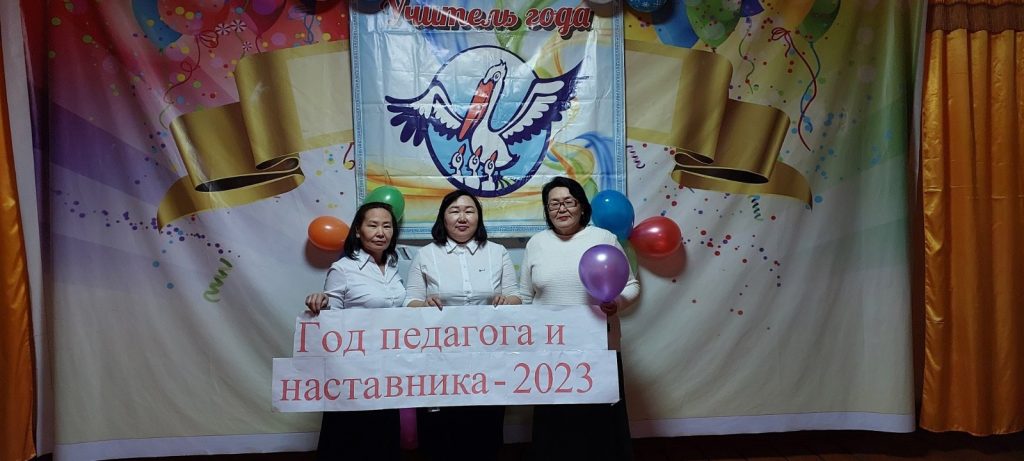 Учитель года
Год педагога и
наставника - 2023